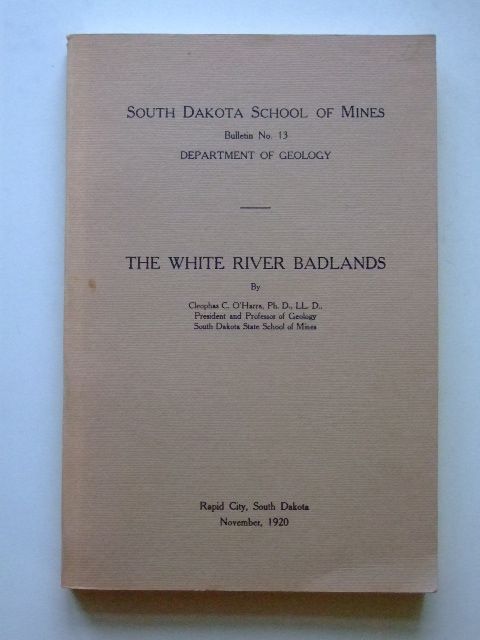 SOUTH DAKOTA SCHOOL OF MINES
Bulletin No. 13
DEPARTMENT OF GEOLOGY
THE WHITE RIVER BADLANDS
By
Cleophas C. O'Harra, Ph. D., LL. D.,
President and Professor of Geology
South Dakota State School of Mines
Rapid City, South Dakota
November, 1920